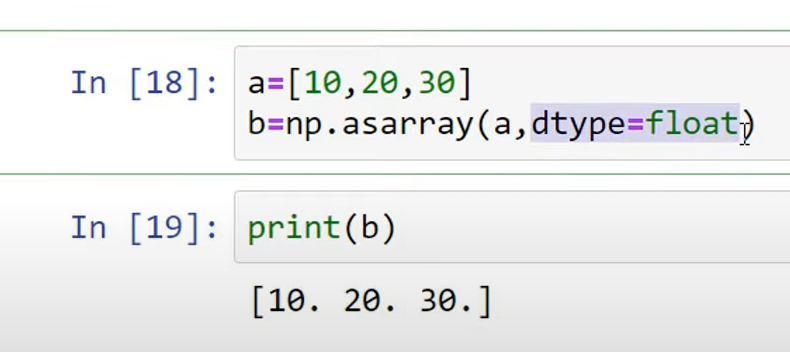 In [18]: a=[10,20,30]
b=np.asarray(a,dtype=float)
In [19]: print(b)
[10. 20. 30.]